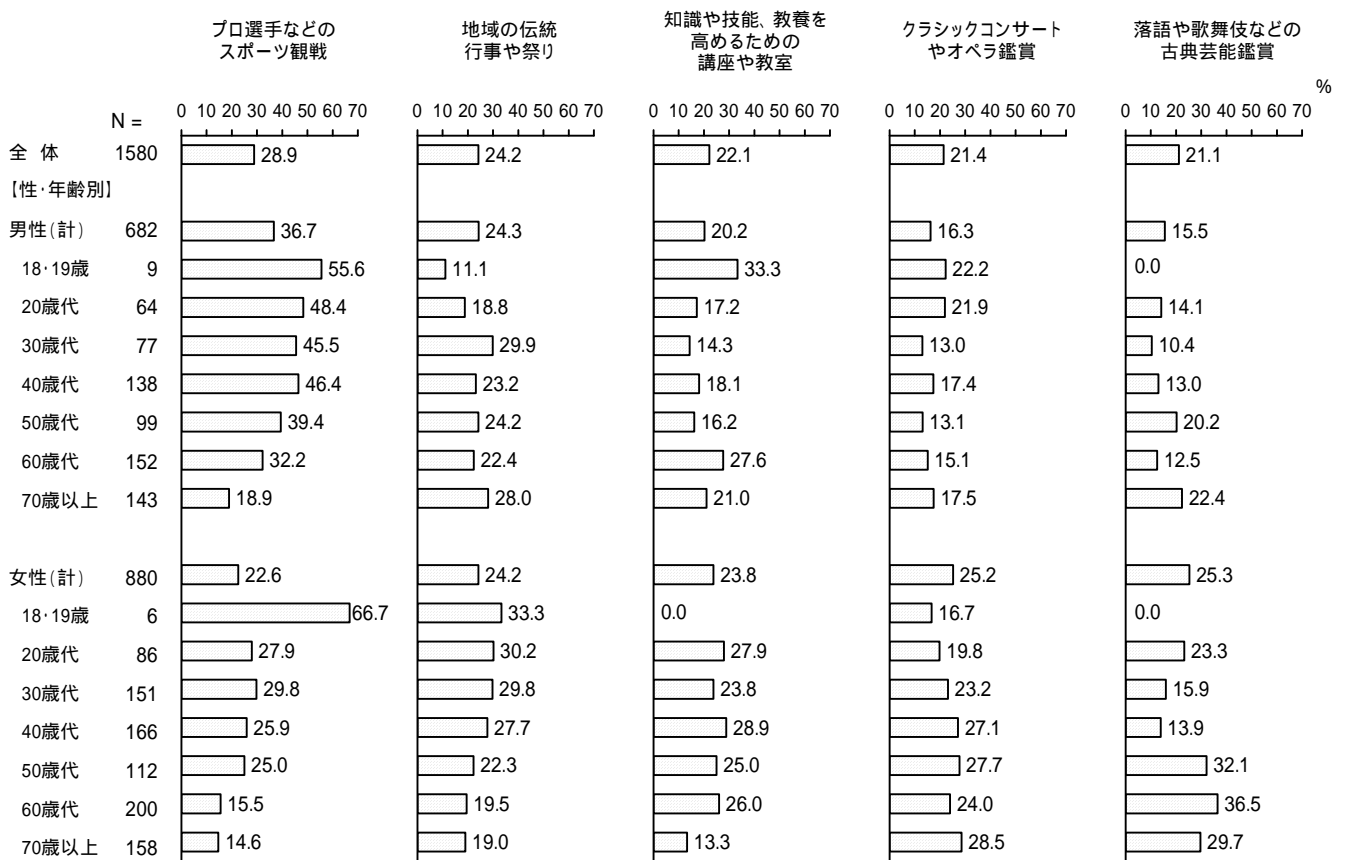 プロ選手などの
スポーツ観戦
地域の伝統
行事や祭り
知識や技能、教養を
高めるための
講座や教室
クラシックコンサート
やオペラ鑑賞
落語や歌舞伎などの
古典芸能鑑賞
%
N = 0 10 20 30 40 50 60 70 0 10 20 30 40 50 60 70 0 10 20 30 40 50 60 70 0 10 20 30 40 50 60 70 0 10 20 30 40 50 60 70
全 体 1580 28.9 24.2 22.1 21.4 21.1
【性・年齢別】
男性(計) 682 36.7 24.3 20.2 16.3 15.5
18・19歳 9 55.6 11.1 33.3 22.2 0.0
20歳代 64 48.4 18.8 17.2 21.9 14.1
30歳代 77 45.5 29.9 14.3 13.0 10.4
40歳代 138 46.4 23.2 18.1 17.4 13.0
50歳代 99 39.4 24.2 16.2 13.1 20.2
60歳代 152 32.2 22.4 27.6 15.1 12.5
70歳以上 143 18.9 28.0 21.0 17.5 22.4
女性(計) 880 22.6 24.2 23.8 25.2 25.3
18・19歳 6 66.7 33.3 0.0 16.7 0.0
20歳代 86 27.9 30.2 27.9 19.8 23.3
30歳代 151 29.8 29.8 23.8 23.2 15.9
40歳代 166 25.9 27.7 28.9 27.1 13.9
50歳代 112 25.0 22.3 25.0 27.7 32.1
60歳代 200 15.5 19.5 26.0 24.0 36.5
70歳以上 158 14.6 19.0 13.3 28.5 29.7